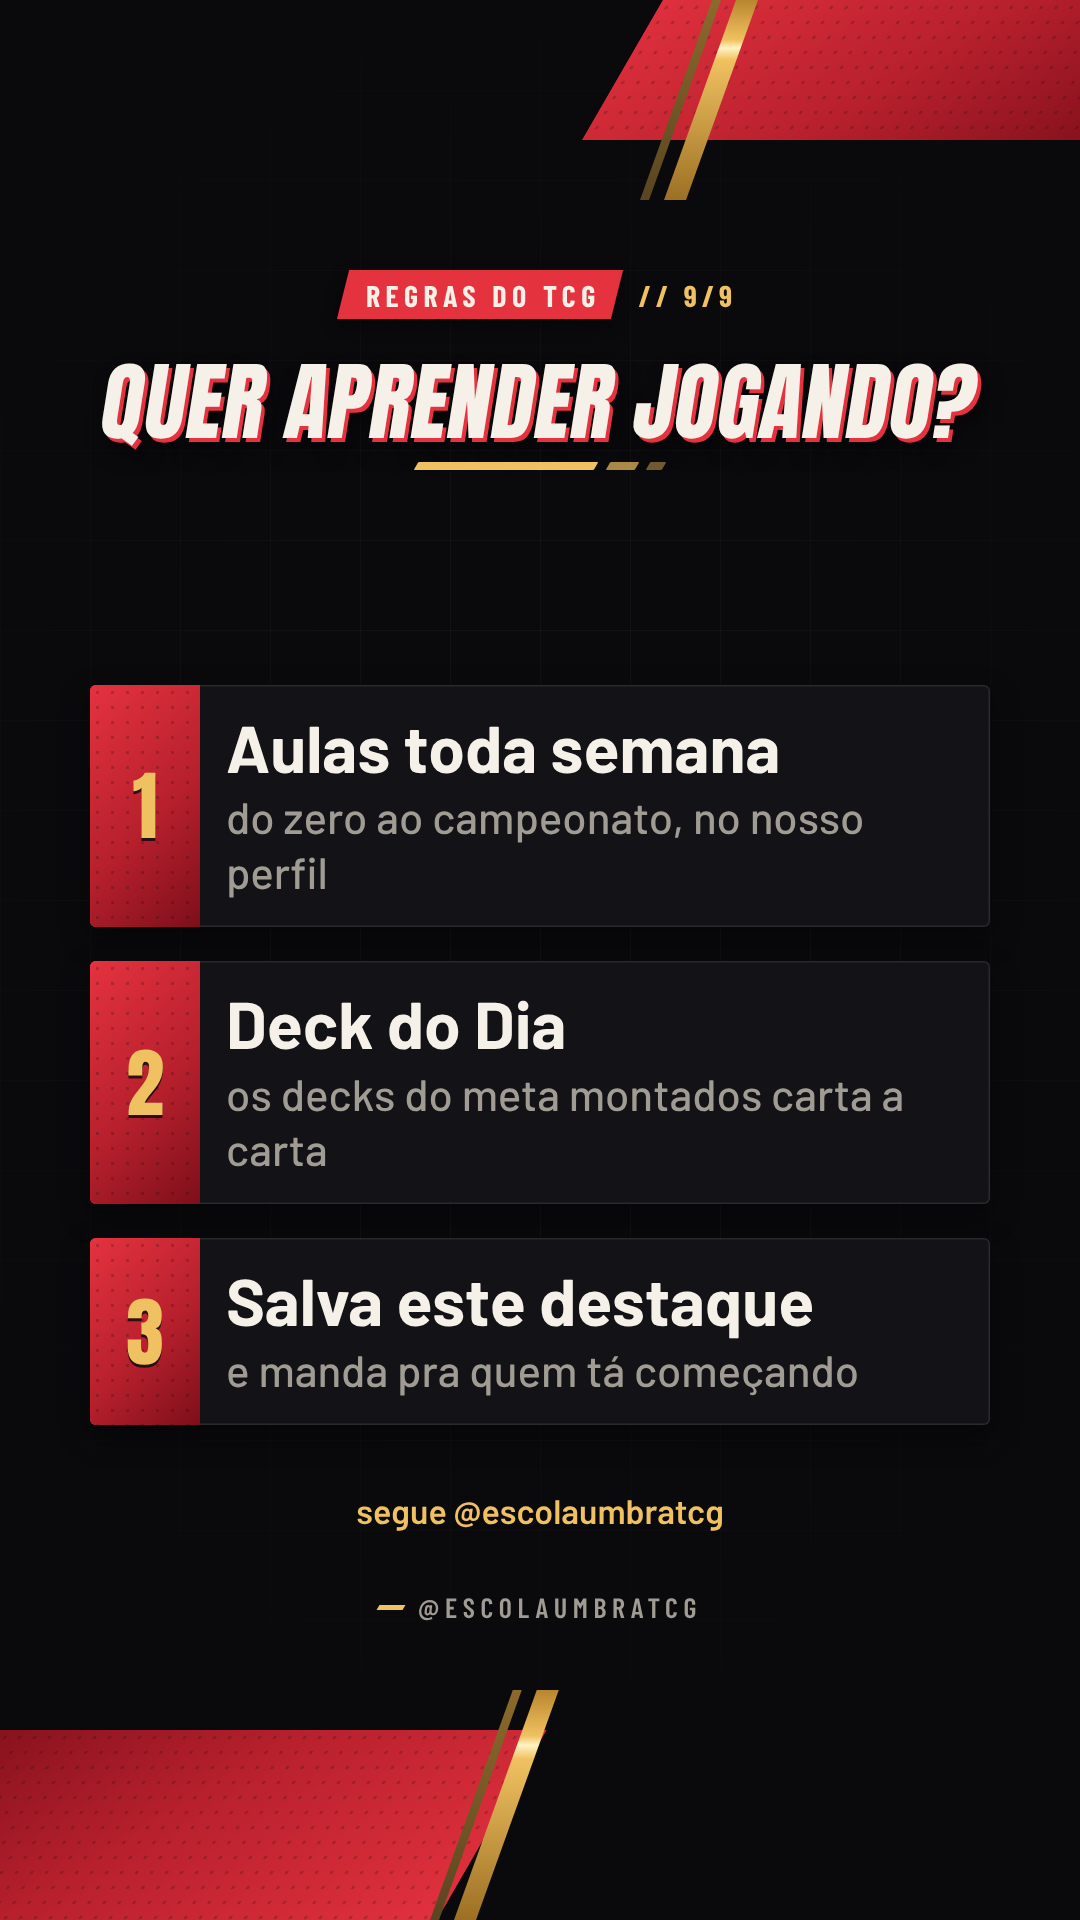 REGRAS DO TCG // 9/9
QUER APRENDER JOGANDO?
1
Aulas toda semana
do zero ao campeonato, no nosso
perfil
2
Deck do Dia
os decks do meta montados carta a
carta
3
Salva este destaque
e manda pra quem tá começando
segue @escolaumbratcg
@ESCOLAUMBRATCG